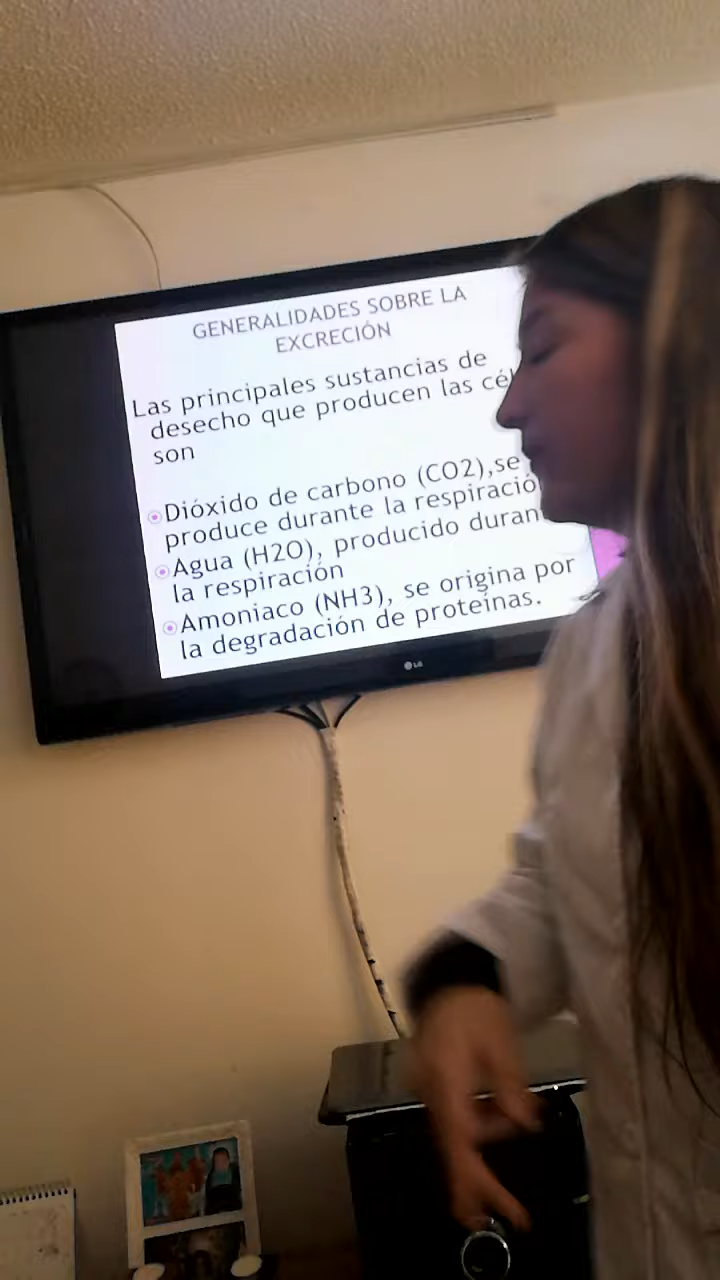 GENERALIDADES SOBRE LA
EXCRECIÓN
Las principales sustancias de
desecho que producen las
son
Dióxido de carbono (CO2),se
produce durante la
Agua (H2O), producido
la respiración
Amoniaco (NH3), se origina por
la degradación de proteínas.
LG